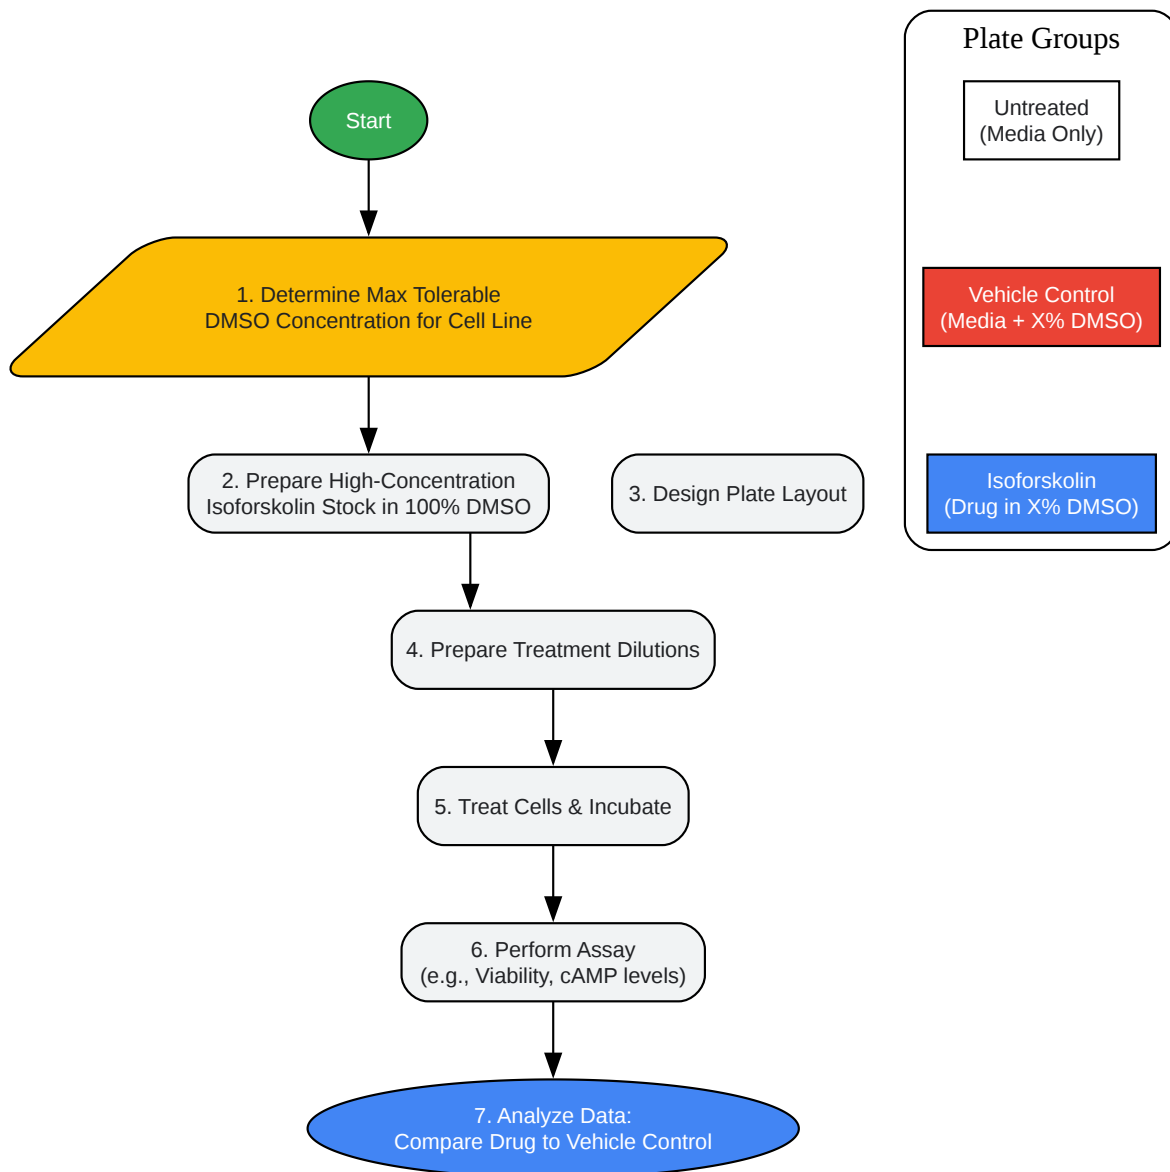 Start
1. Determine Max Tolerable
DMSO Concentration for Cell Line
2. Prepare High-Concentration
Isoforskolin Stock in 100% DMSO
3. Design Plate Layout
4. Prepare Treatment Dilutions
5. Treat Cells & Incubate
6. Perform Assay
(e.g., Viability, cAMP levels)
7. Analyze Data:
Compare Drug to Vehicle Control
Plate Groups
Untreated
(Media Only)
Vehicle Control
(Media + X% DMSO)
Isoforskolin
(Drug in X% DMSO)